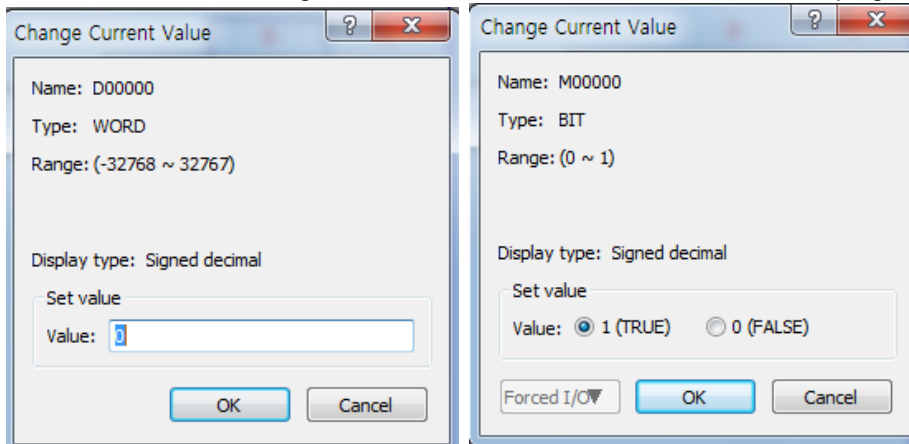 Change Current Value
Name: D00000
Type: WORD
Range: (-32768 ~ 32767)
Display type: Signed decimal
Set value
Value: 0
OK Cancel
Change Current Value
Name: M00000
Type: BIT
Range: (0 ~ 1)
Display type: Signed decimal
Set value
Value: 1 (TRUE) 0 (FALSE)
Forced I/O OK Cancel